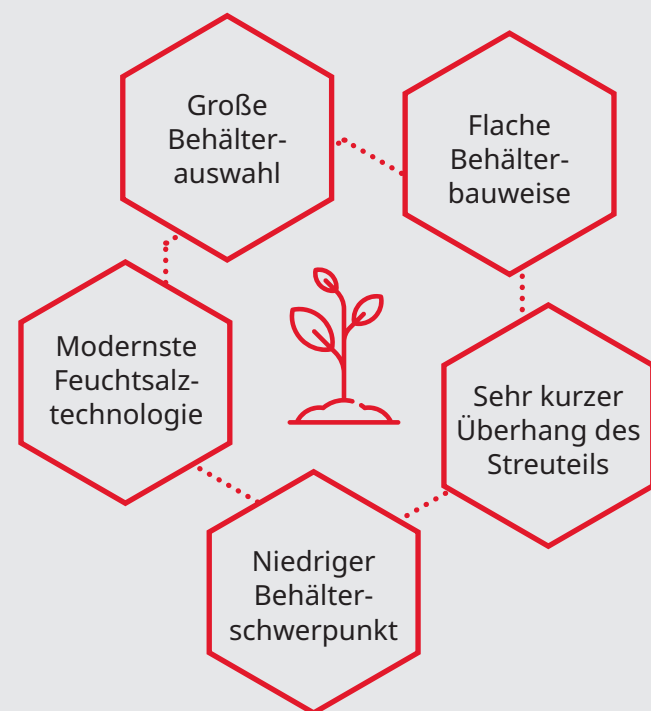 Große
Behälter-
auswahl
Flache
Behälter-
bauweise
Modernste
Feuchtsalz-
technologie
Sehr kurzer
Überhang des
Streuteils
Niedriger
Behälter-
schwerpunkt